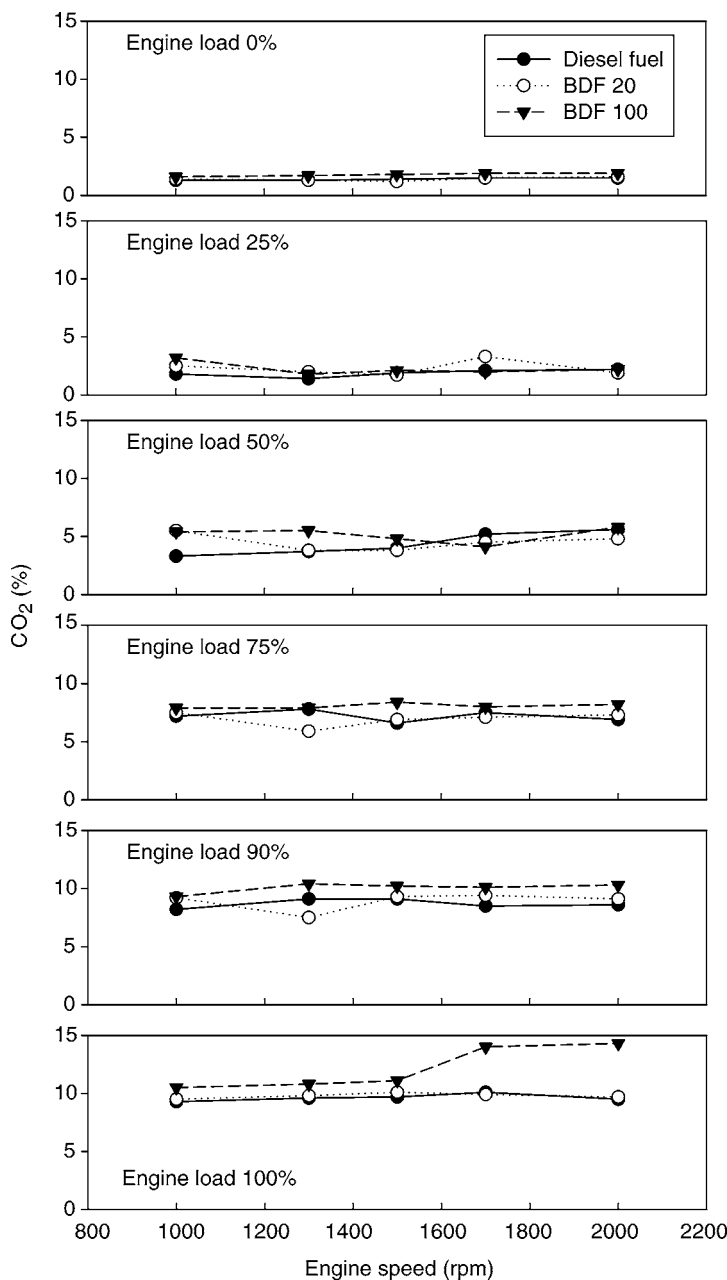 15
Engine load 0%
Diesel fuel
BDF 20
BDF 100
10
5
0
15
Engine load 25%
10
5
0
15
Engine load 50%
10
5
0
CO2 (%)
15
Engine load 75%
10
5
0
15
Engine load 90%
10
5
0
15
10
5
Engine load 100%
0
800 1000 1200 1400 1600 1800 2000 2200
Engine speed (rpm)